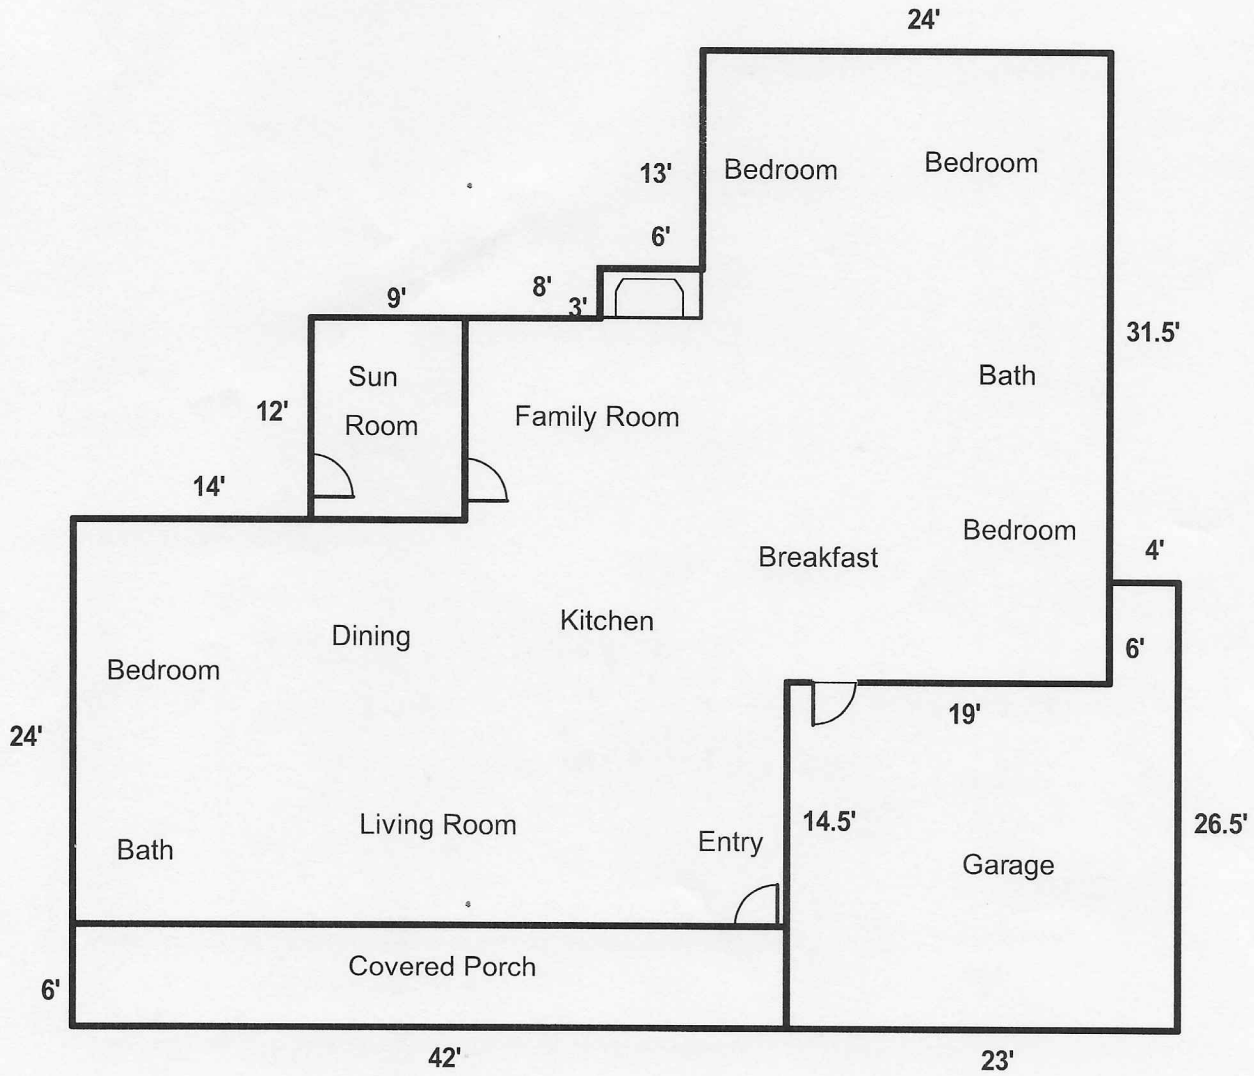 24'
13'
Bedroom
Bedroom
6'
9'
8'
3'
31.5'
Sun
Room
Bath
12'
Family Room
14'
Bedroom
4'
Breakfast
Kitchen
Dining
6'
Bedroom
19'
24'
14.5'
26.5'
Living Room
Entry
Bath
Garage
Covered Porch
6'
42'
23'